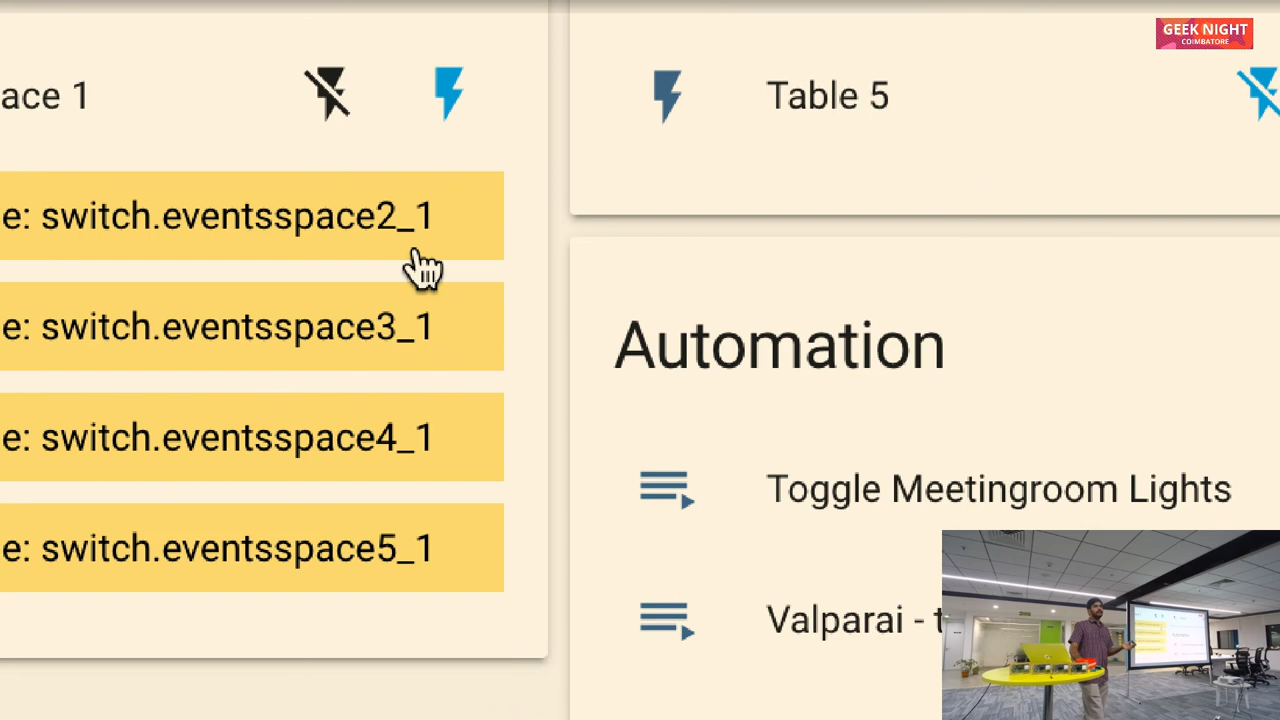 GEEK NIGHT
COIMBATORE
ace 1
e: switch.eventsspace2_1
e: switch.eventsspace3_1
e: switch.eventsspace4_1
e: switch.eventsspace5_1
Table 5
Automation
Toggle Meetingroom Lights
Valparai - t